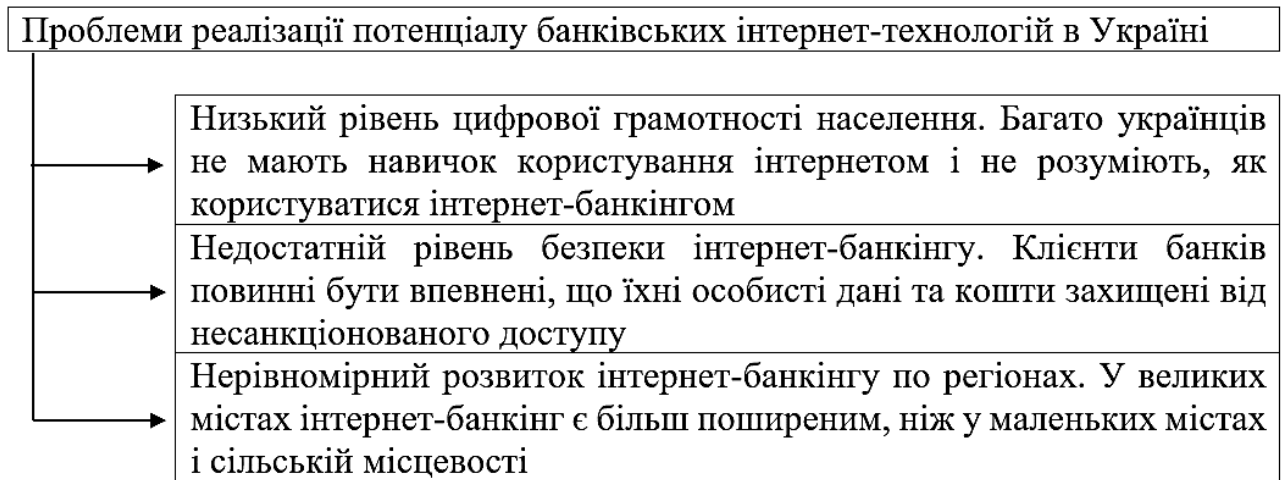 Проблеми реалізації потенціалу банківських інтернет-технологій в Україні
Низький рівень цифрової грамотності населення. Багато українців
не мають навичок користування інтернетом і не розуміють, як
користуватися інтернет-банкінгом
Недостатній рівень безпеки інтернет-банкінгу. Клієнти банків
повинні бути впевнені, що їхні особисті дані та кошти захищені від
несанкціонованого доступу
Нерівномірний розвиток інтернет-банкінгу по регіонах. У великих
містах інтернет-банкінг є більш поширеним, ніж у маленьких містах
і сільській місцевості